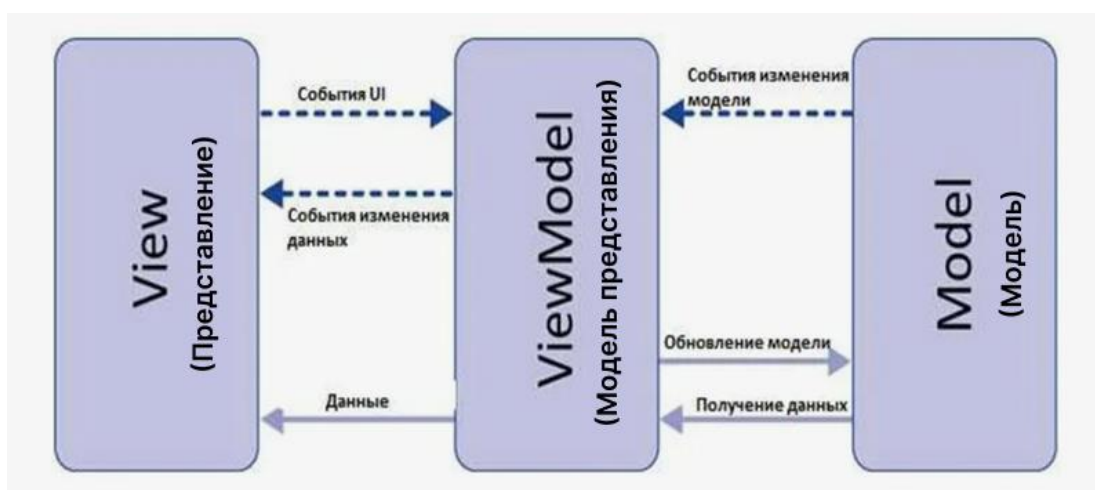 View
(Представление)
События UI
События изменения
данных
Данные
ViewModel
(Модель представления)
События изменения
модели
Обновление модели
Получение данных
Model
(Модель)